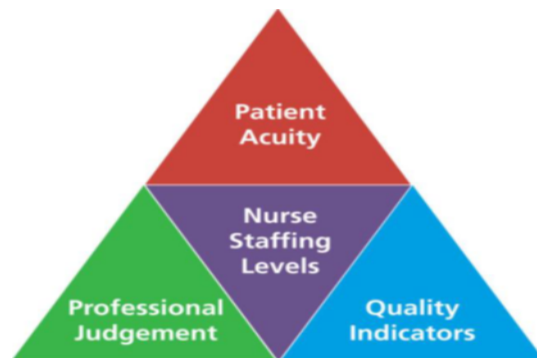 Patient
Acuity
Nurse
Staffing
Levels
Professional
Judgement
Quality
Indicators